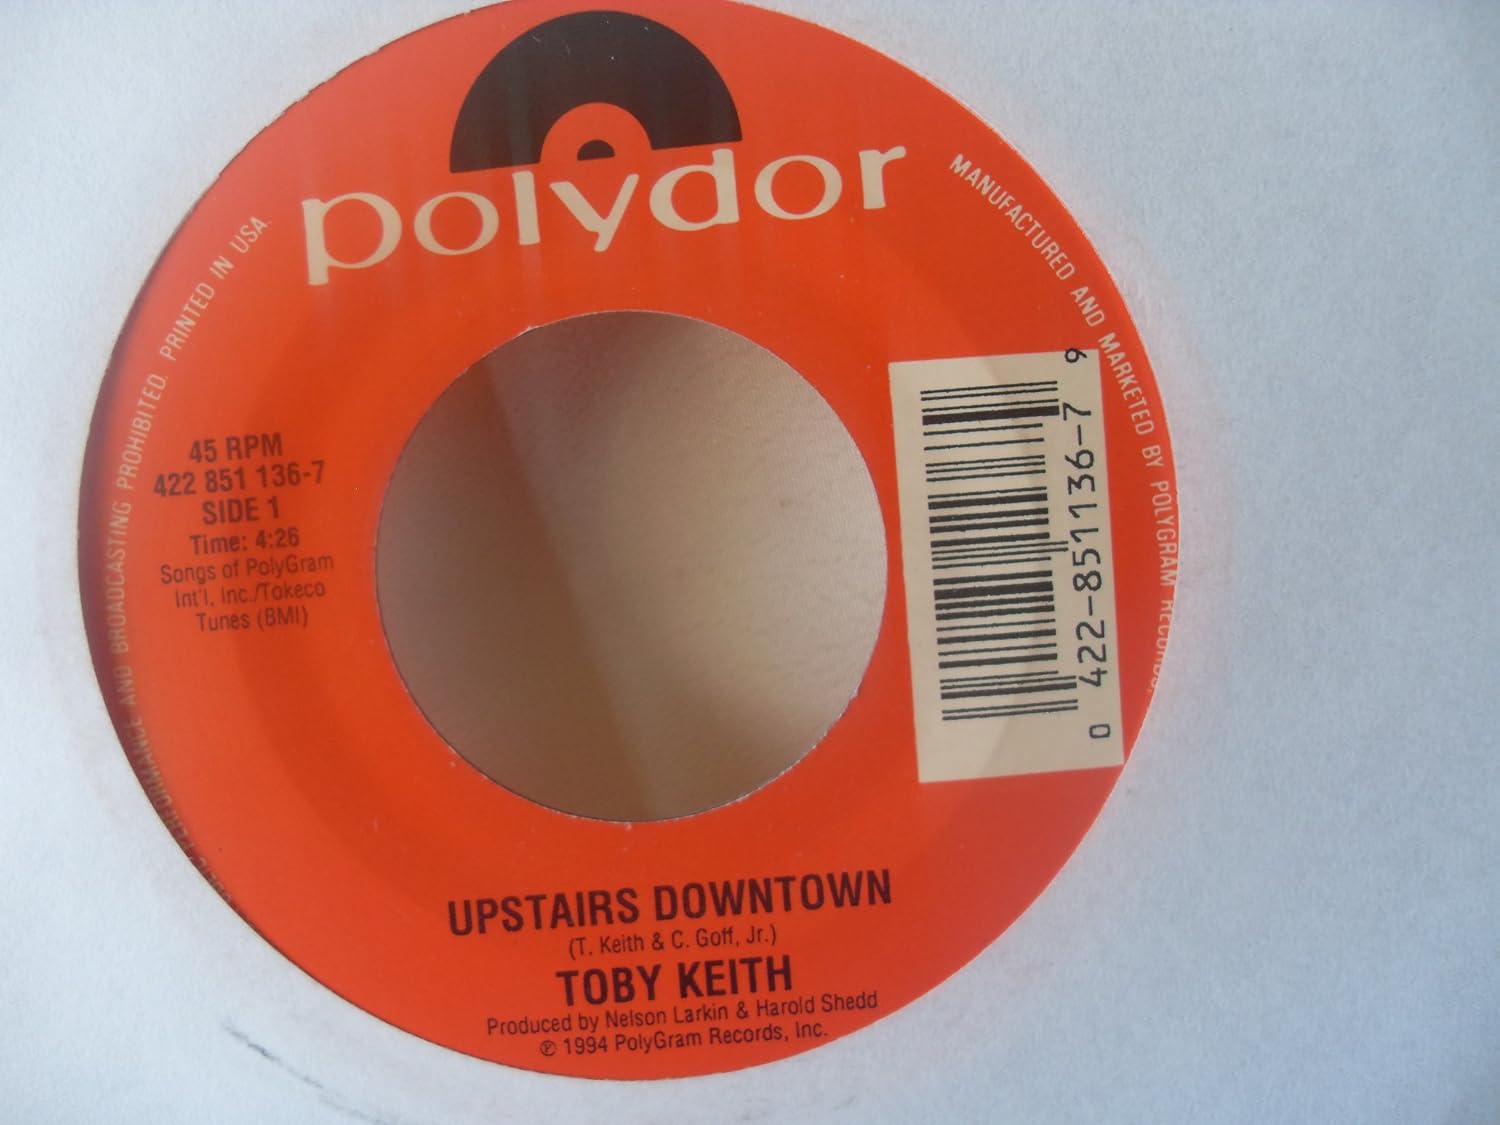 polydor
MANUFACTURED AND MARKETED BY POLYGRAM RECORDS,
AND BROADCASTING PROHIBITED. PRINTED IN USA.
45 RPM
422 851 136-7
SIDE 1
Time: 4:26
Songs of PolyGram
Int'l, Inc./Tokeco
Tunes (BMI)
0 422-851136-7 9
UPSTAIRS DOWNTOWN
(T. Keith & C. Goff, Jr.)
TOBY KEITH
Produced by Nelson Larkin & Harold Shedd
℗ 1994 PolyGram Records, Inc.